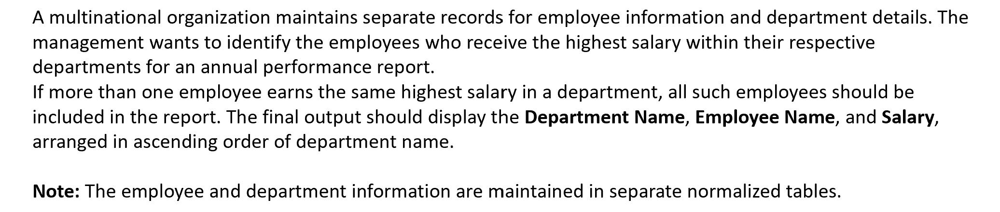 A multinational organization maintains separate records for employee information and department details. The
management wants to identify the employees who receive the highest salary within their respective
departments for an annual performance report.
If more than one employee earns the same highest salary in a department, all such employees should be
included in the report. The final output should display the Department Name, Employee Name, and Salary,
arranged in ascending order of department name.
Note: The employee and department information are maintained in separate normalized tables.